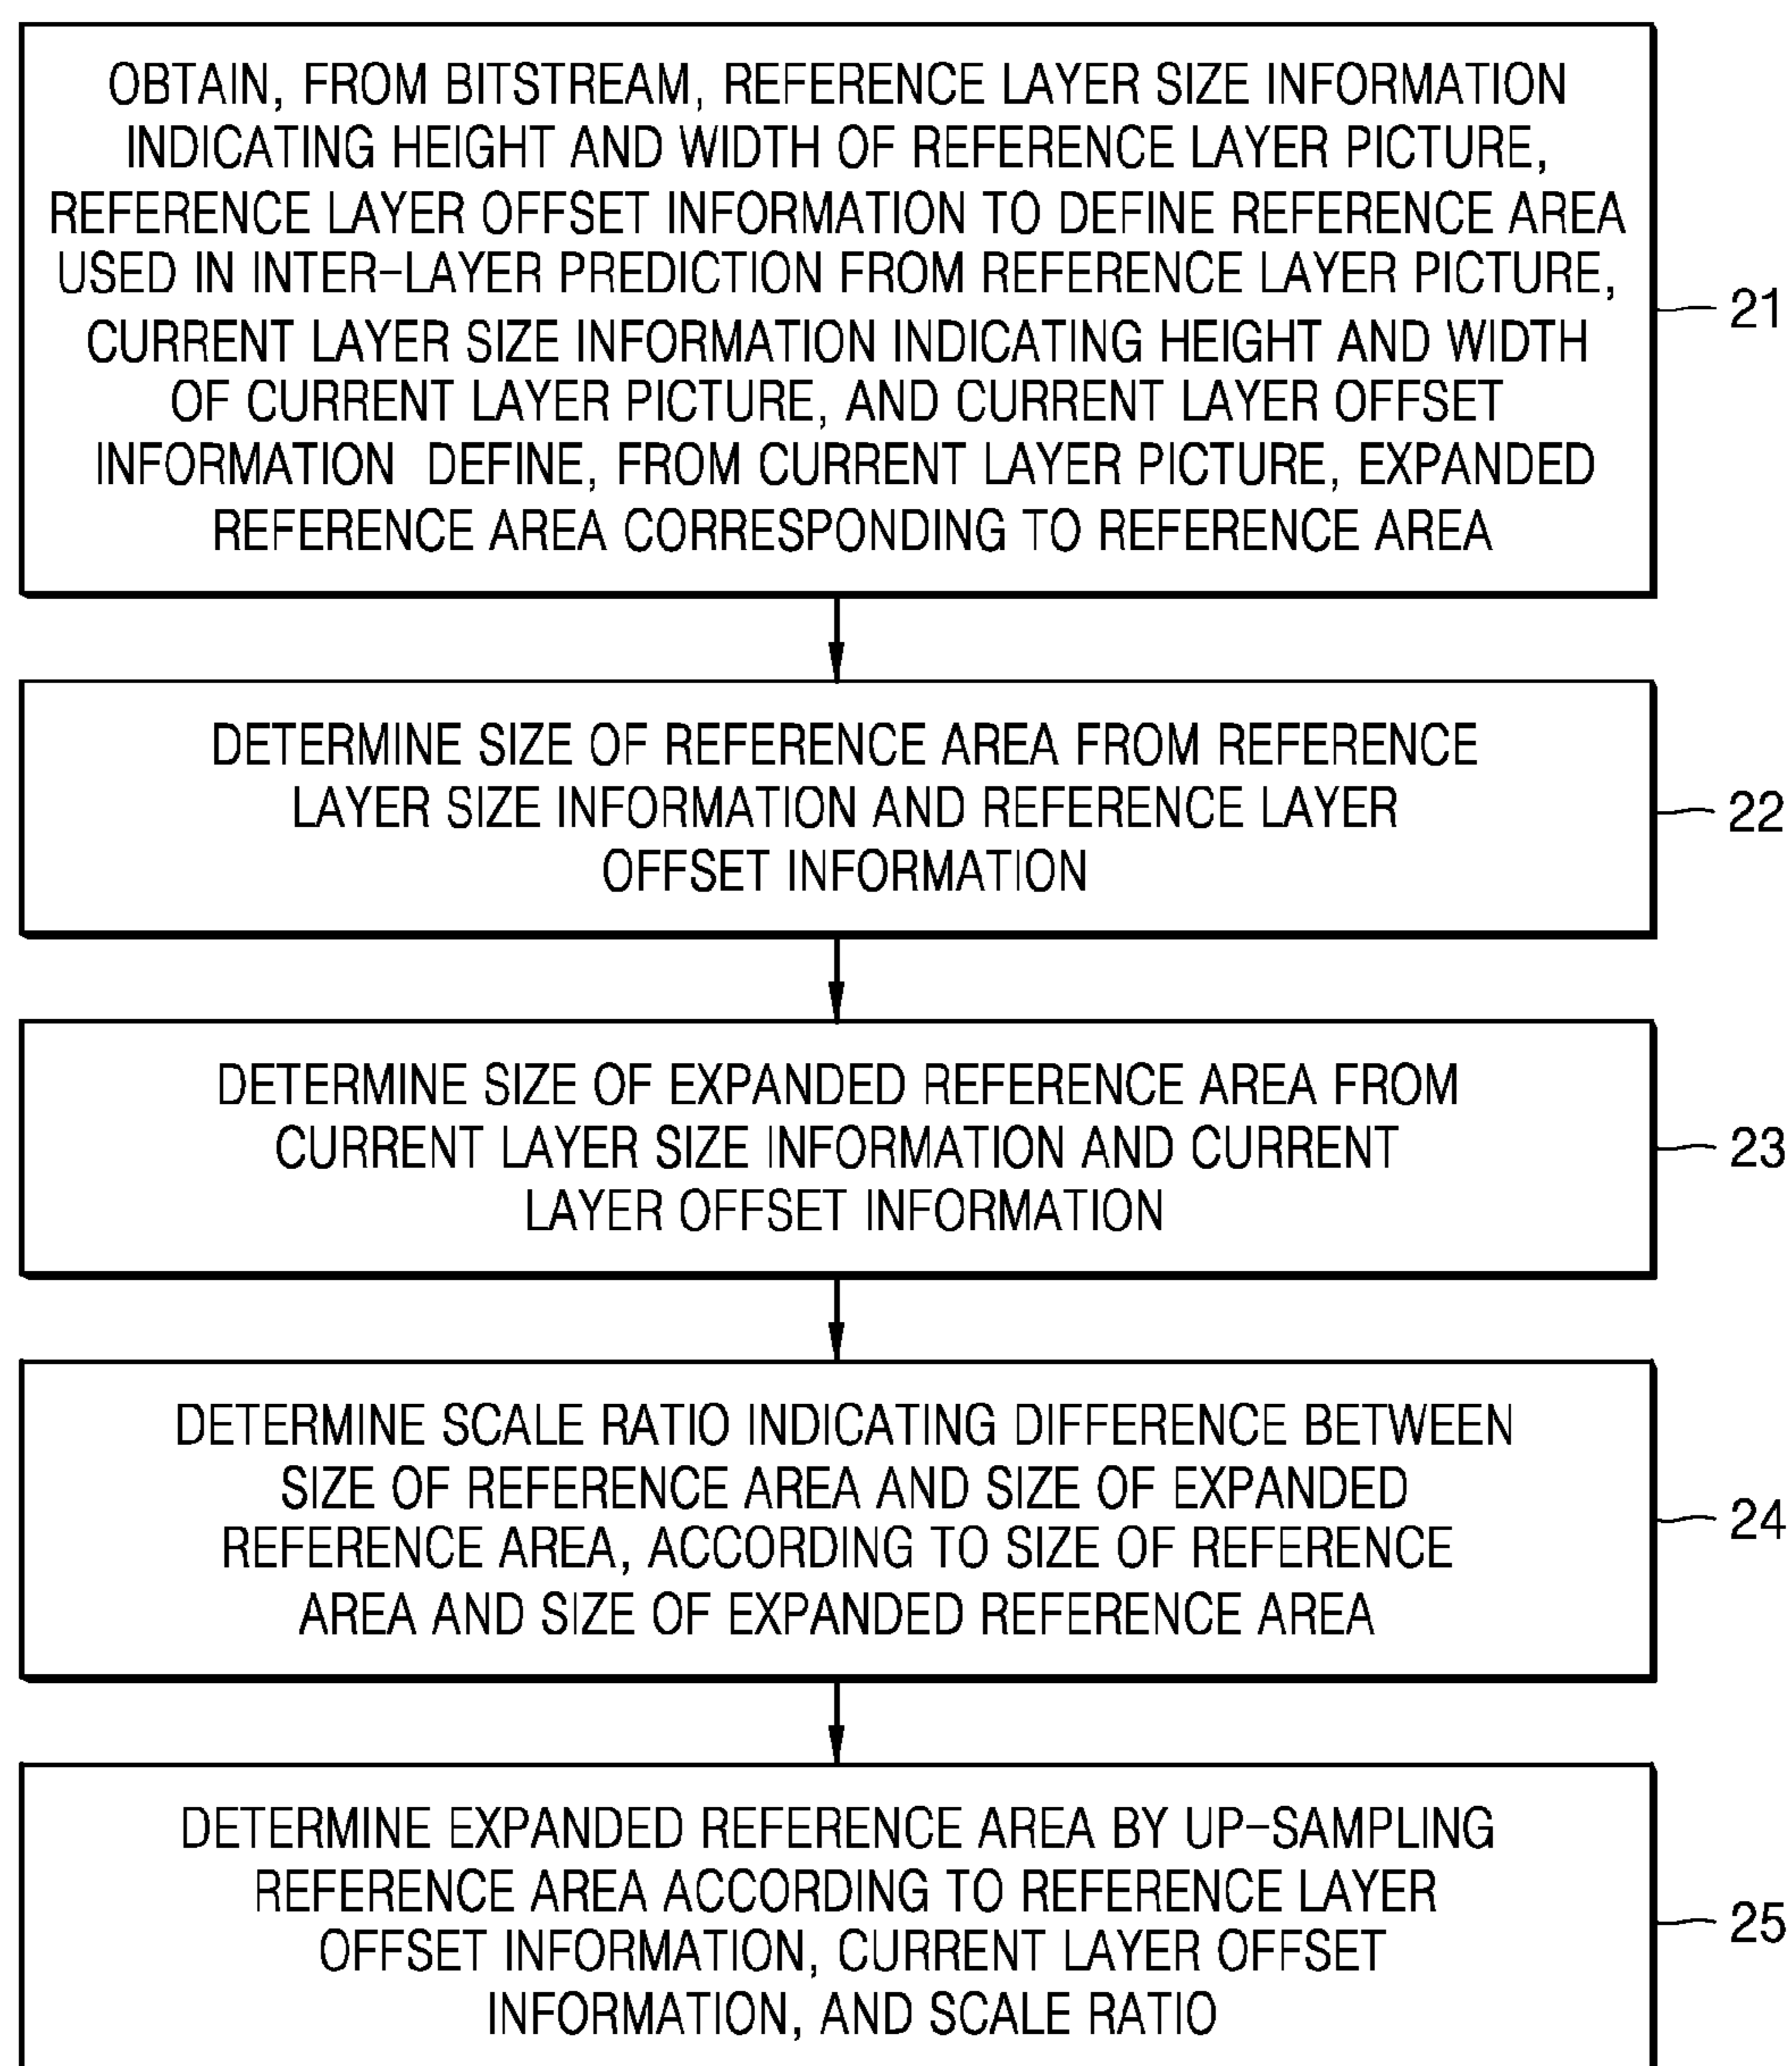 OBTAIN, FROM BITSTREAM, REFERENCE LAYER SIZE INFORMATION
INDICATING HEIGHT AND WIDTH OF REFERENCE LAYER PICTURE,
REFERENCE LAYER OFFSET INFORMATION TO DEFINE REFERENCE AREA
USED IN INTER-LAYER PREDICTION FROM REFERENCE LAYER PICTURE,
CURRENT LAYER SIZE INFORMATION INDICATING HEIGHT AND WIDTH
OF CURRENT LAYER PICTURE, AND CURRENT LAYER OFFSET
INFORMATION DEFINE, FROM CURRENT LAYER PICTURE, EXPANDED
REFERENCE AREA CORRESPONDING TO REFERENCE AREA
21
DETERMINE SIZE OF REFERENCE AREA FROM REFERENCE
LAYER SIZE INFORMATION AND REFERENCE LAYER
OFFSET INFORMATION
22
DETERMINE SIZE OF EXPANDED REFERENCE AREA FROM
CURRENT LAYER SIZE INFORMATION AND CURRENT
LAYER OFFSET INFORMATION
23
DETERMINE SCALE RATIO INDICATING DIFFERENCE BETWEEN
SIZE OF REFERENCE AREA AND SIZE OF EXPANDED
REFERENCE AREA, ACCORDING TO SIZE OF REFERENCE
AREA AND SIZE OF EXPANDED REFERENCE AREA
24
DETERMINE EXPANDED REFERENCE AREA BY UP-SAMPLING
REFERENCE AREA ACCORDING TO REFERENCE LAYER
OFFSET INFORMATION, CURRENT LAYER OFFSET
INFORMATION, AND SCALE RATIO
25